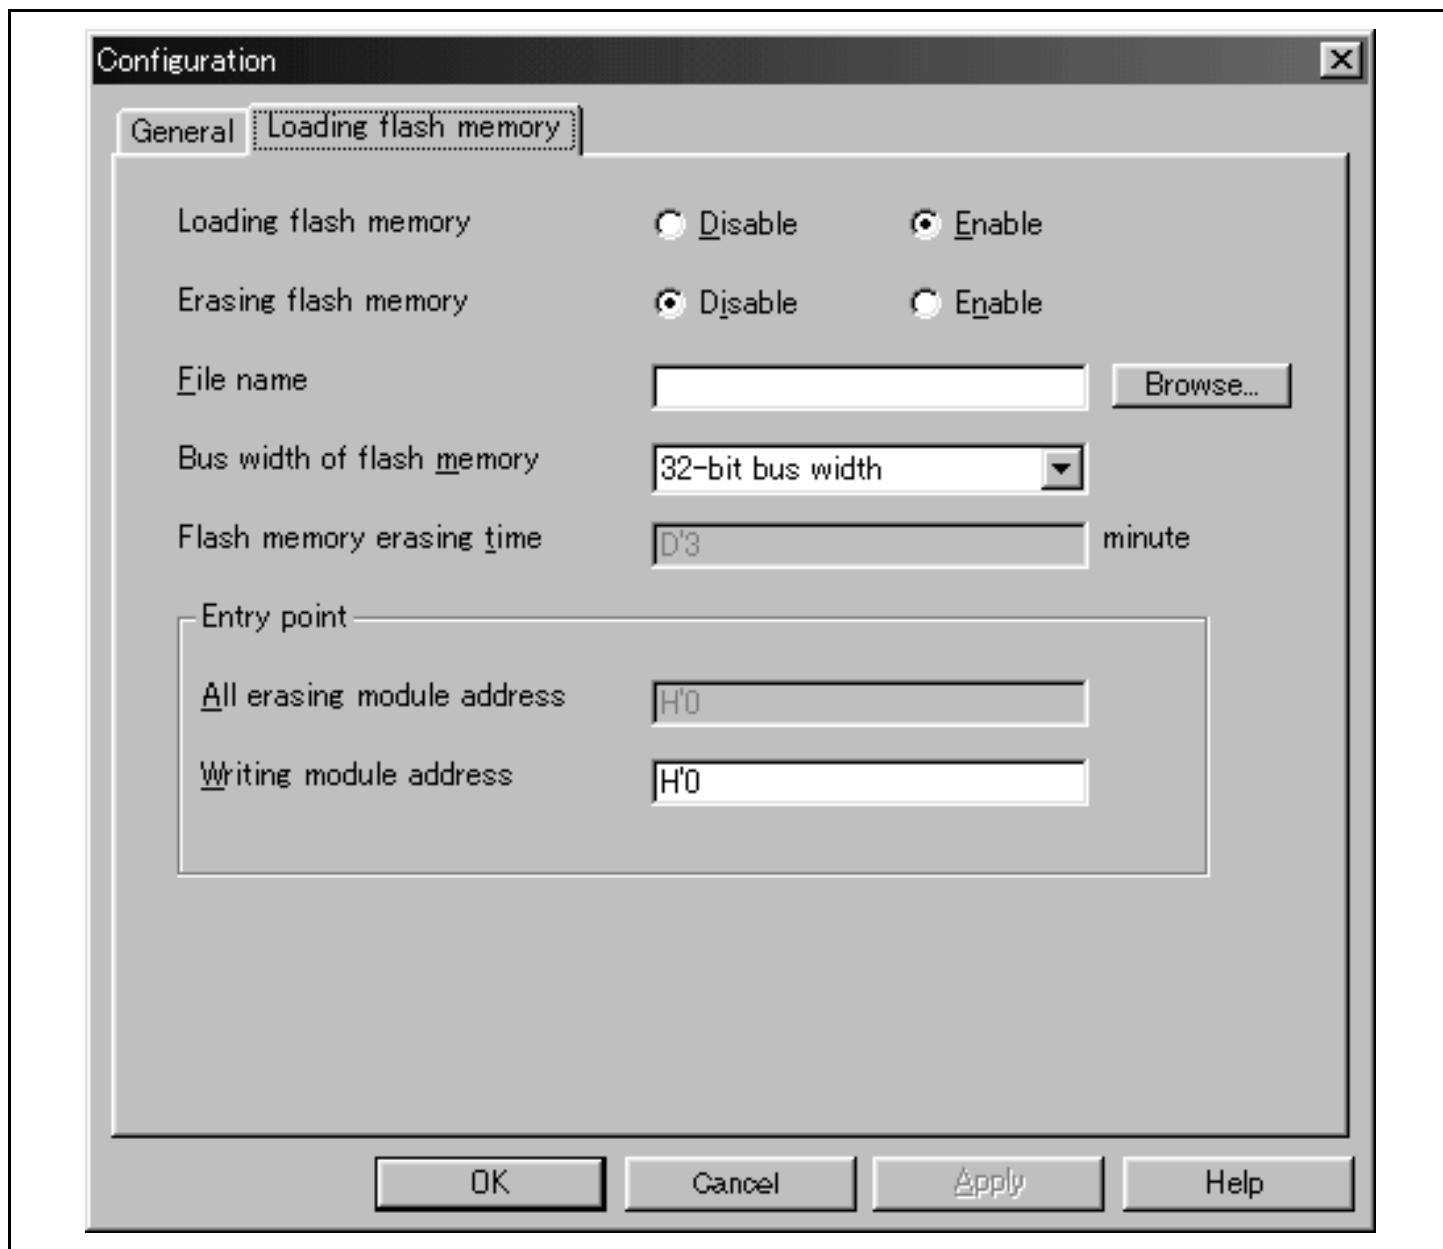 Configuration
General Loading flash memory
Loading flash memory Disable Enable
Erasing flash memory Disable Enable
File name Browse...
Bus width of flash memory 32-bit bus width
Flash memory erasing time D'3 minute
Entry point
All erasing module address H'0
Writing module address H'0
OK Cancel Apply Help